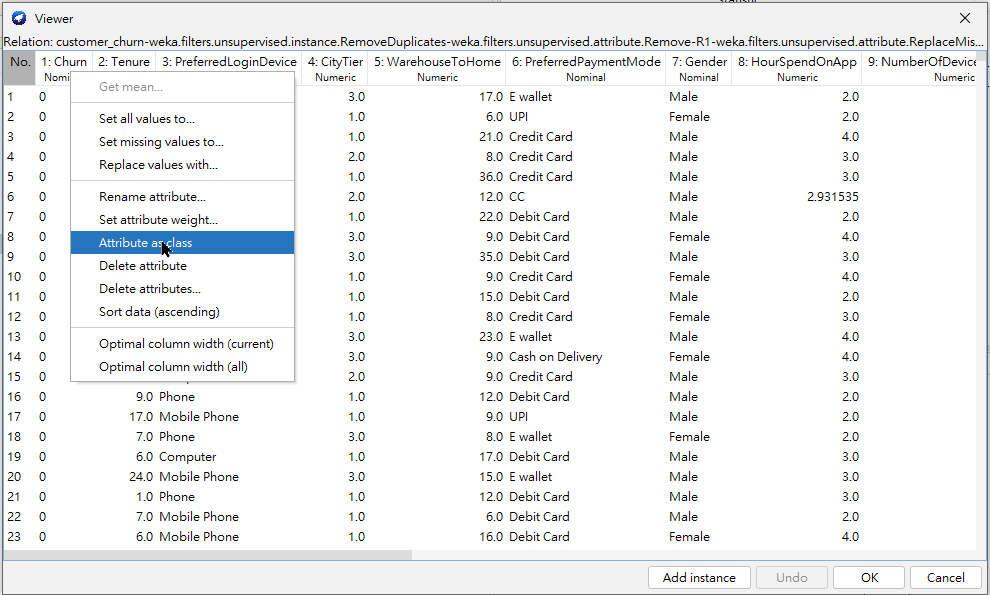 Viewer
Relation: customer_churn-weka.filters.unsupervised.instance.RemoveDuplicates-weka.filters.unsupervised.attribute.Remove-R1-weka.filters.unsupervised.attribute.ReplaceMis...
No. 1: Churn 2: Tenure 3: PreferredLoginDevice 4: CityTier 5: WarehouseToHome 6: PreferredPaymentMode 7: Gender 8: HourSpendOnApp 9: NumberOfDevice
Nomi Numeric Numeric Nominal Nominal Numeric Numeric
Get mean...
Set all values to...
Set missing values to...
Replace values with...
Rename attribute...
Set attribute weight...
Attribute as class
Delete attribute
Delete attributes...
Sort data (ascending)
Optimal column width (current)
Optimal column width (all)
1 0 3.0 17.0 E wallet Male 2.0
2 0 1.0 6.0 UPI Female 2.0
3 0 1.0 21.0 Credit Card Male 4.0
4 0 2.0 8.0 Credit Card Male 3.0
5 0 1.0 36.0 Credit Card Male 3.0
6 0 2.0 12.0 CC Male 2.931535
7 0 1.0 22.0 Debit Card Male 2.0
8 0 3.0 9.0 Debit Card Female 4.0
9 0 3.0 35.0 Debit Card Male 3.0
10 0 1.0 9.0 Credit Card Female 4.0
11 0 1.0 15.0 Debit Card Male 2.0
12 0 1.0 8.0 Credit Card Female 3.0
13 0 3.0 23.0 E wallet Male 4.0
14 0 3.0 9.0 Cash on Delivery Female 4.0
15 0 2.0 9.0 Credit Card Male 3.0
16 0 9.0 Phone 1.0 12.0 Debit Card Male 2.0
17 0 17.0 Mobile Phone 1.0 9.0 UPI Male 2.0
18 0 7.0 Phone 3.0 8.0 E wallet Female 2.0
19 0 6.0 Computer 1.0 17.0 Debit Card Male 3.0
20 0 24.0 Mobile Phone 3.0 15.0 E wallet Male 3.0
21 0 1.0 Phone 1.0 12.0 Debit Card Male 3.0
22 0 7.0 Mobile Phone 1.0 6.0 Debit Card Male 2.0
23 0 6.0 Mobile Phone 1.0 16.0 Debit Card Female 4.0
Add instance Undo OK Cancel